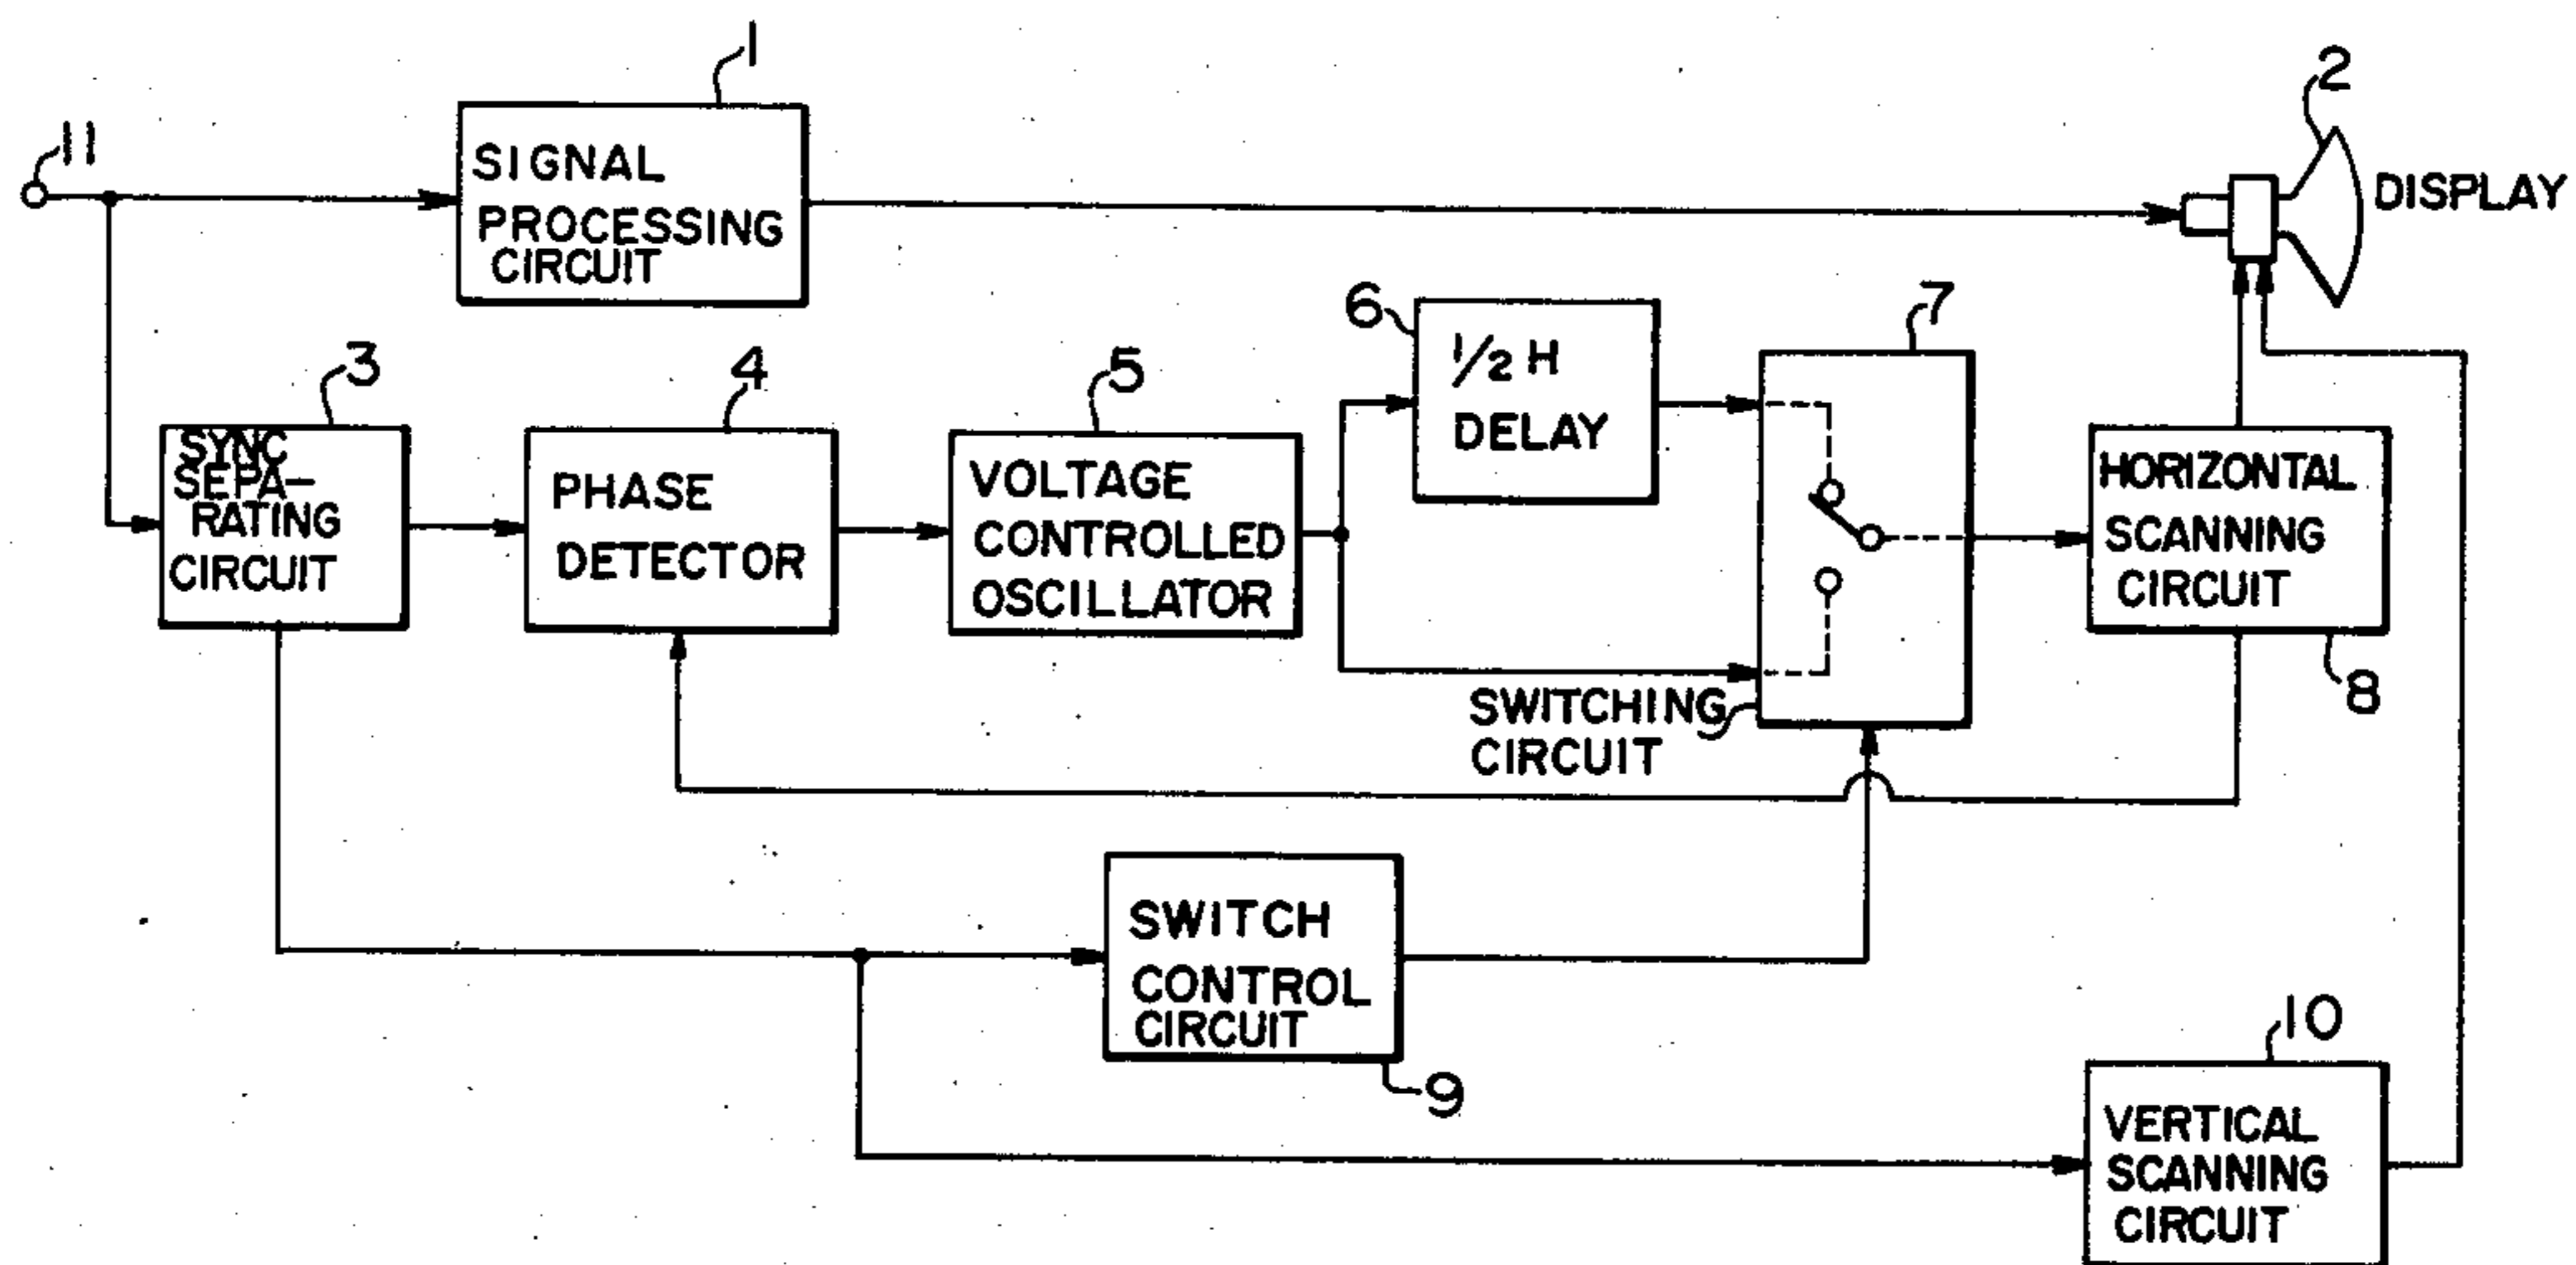 1
SIGNAL
PROCESSING
CIRCUIT
11
2
DISPLAY
3
SYNC
SEPA-
RATING
CIRCUIT
4
PHASE
DETECTOR
5
VOLTAGE
CONTROLLED
OSCILLATOR
6
1/2 H
DELAY
7
SWITCHING
CIRCUIT
HORIZONTAL
SCANNING
CIRCUIT
8
SWITCH
CONTROL
CIRCUIT
9
10
VERTICAL
SCANNING
CIRCUIT